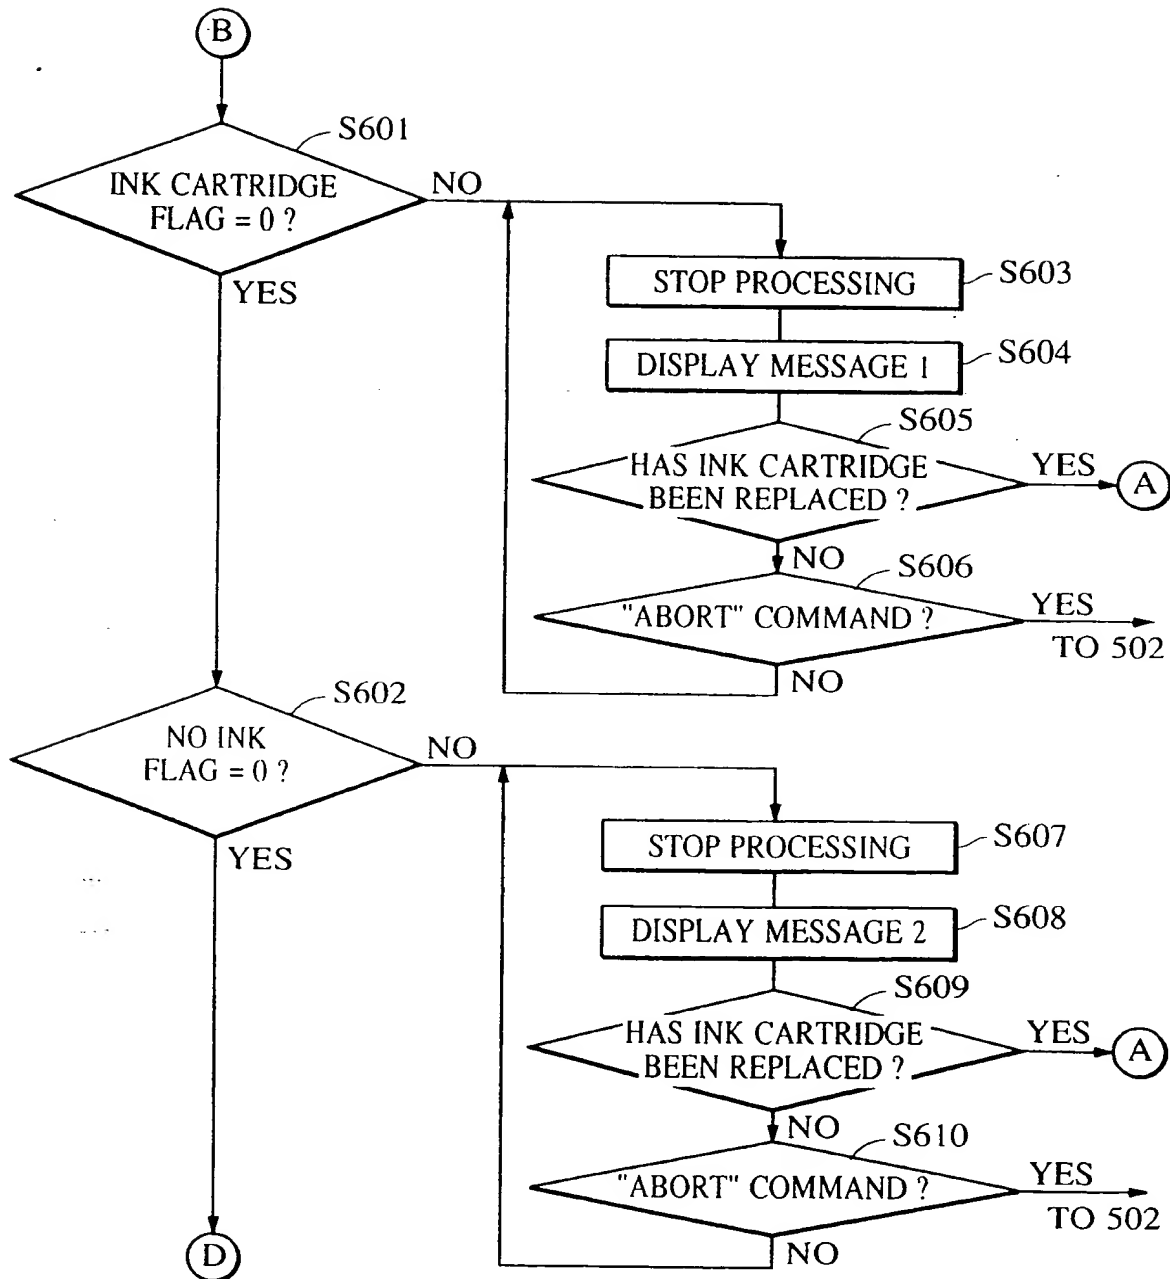 B
S601
INK CARTRIDGE
FLAG = 0 ?
NO
YES
STOP PROCESSING
S603
DISPLAY MESSAGE 1
S604
S605
HAS INK CARTRIDGE
BEEN REPLACED ?
YES
A
NO
S606
"ABORT" COMMAND ?
YES
TO 502
NO
S602
NO INK
FLAG = 0 ?
NO
YES
STOP PROCESSING
S607
DISPLAY MESSAGE 2
S608
S609
HAS INK CARTRIDGE
BEEN REPLACED ?
YES
A
NO
S610
"ABORT" COMMAND ?
YES
TO 502
NO
D